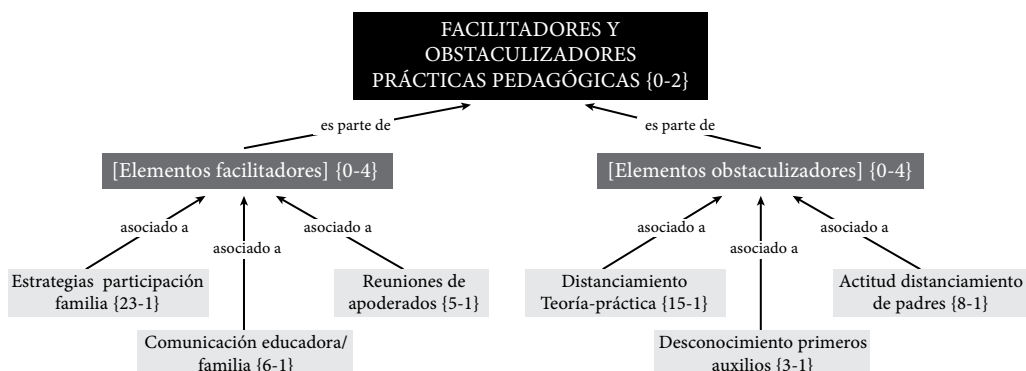 FACILITADORES Y
OBSTACULIZADORES
PRÁCTICAS PEDAGÓGICAS {0-2}
es parte de
es parte de
[Elementos facilitadores] {0-4}
[Elementos obstaculizadores] {0-4}
asociado a
asociado a
asociado a
asociado a
asociado a
asociado a
Estrategias participación
familia {23-1}
Reuniones de
apoderados {5-1}
Distanciamiento
Teoría-práctica {15-1}
Actitud distanciamiento
de padres {8-1}
Comunicación educadora/
familia {6-1}
Desconocimiento primeros
auxilios {3-1}